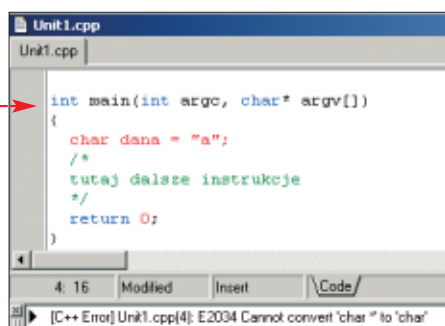 Unit1.cpp
Unit1.cpp
int main(int argc, char* argv[])
{
char dana = "a";
/*
tutaj dalsze instrukcje
*/
return 0;
}
4: 16 Modified Insert \Code/
[C++ Error] Unit1.cpp(4): E2034 Cannot convert 'char *' to 'char'